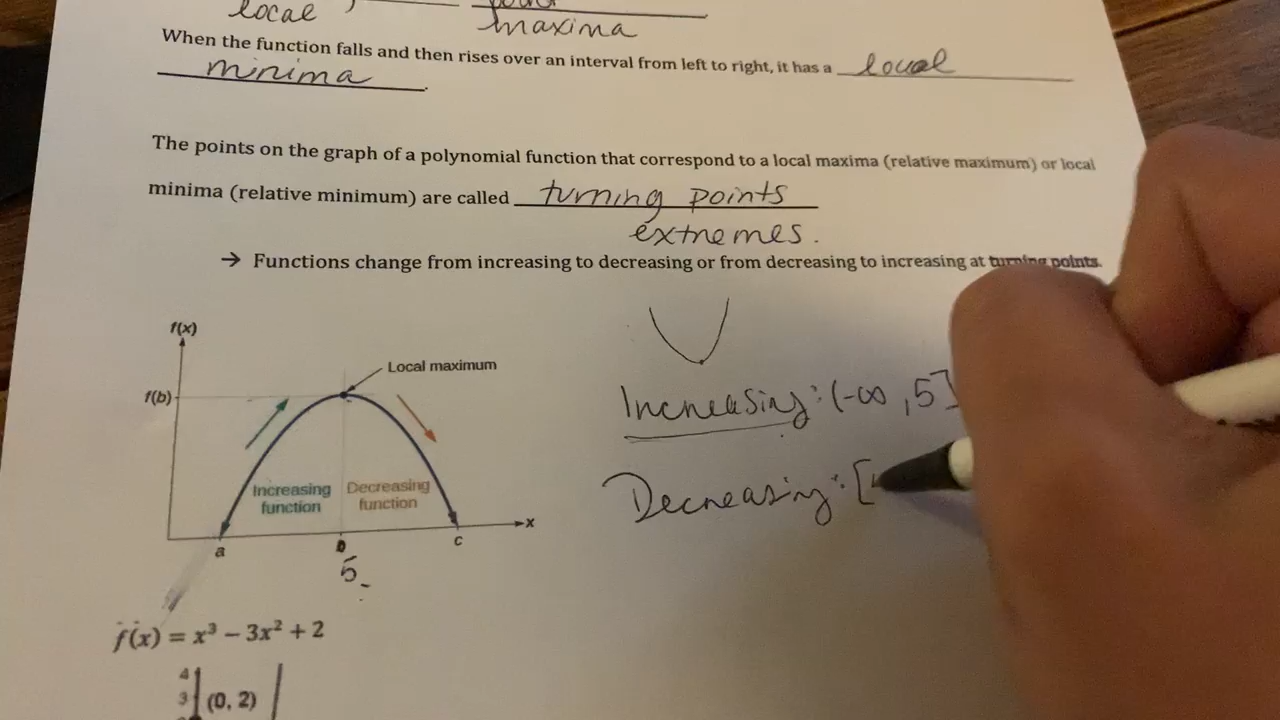 local , maxima
When the function falls and then rises over an interval from left to right, it has a local
minima.
The points on the graph of a polynomial function that correspond to a local maxima (relative maximum) or local
minima (relative minimum) are called turning points
extremes.
→ Functions change from increasing to decreasing or from decreasing to increasing at turning points.
f(x)
Local maximum
f(b)
Increasing: (-∞, 5]
Increasing function
Decreasing function
Decreasing: [
x
a
c
5
f(x) = x³ – 3x² + 2
4
3
(0, 2)